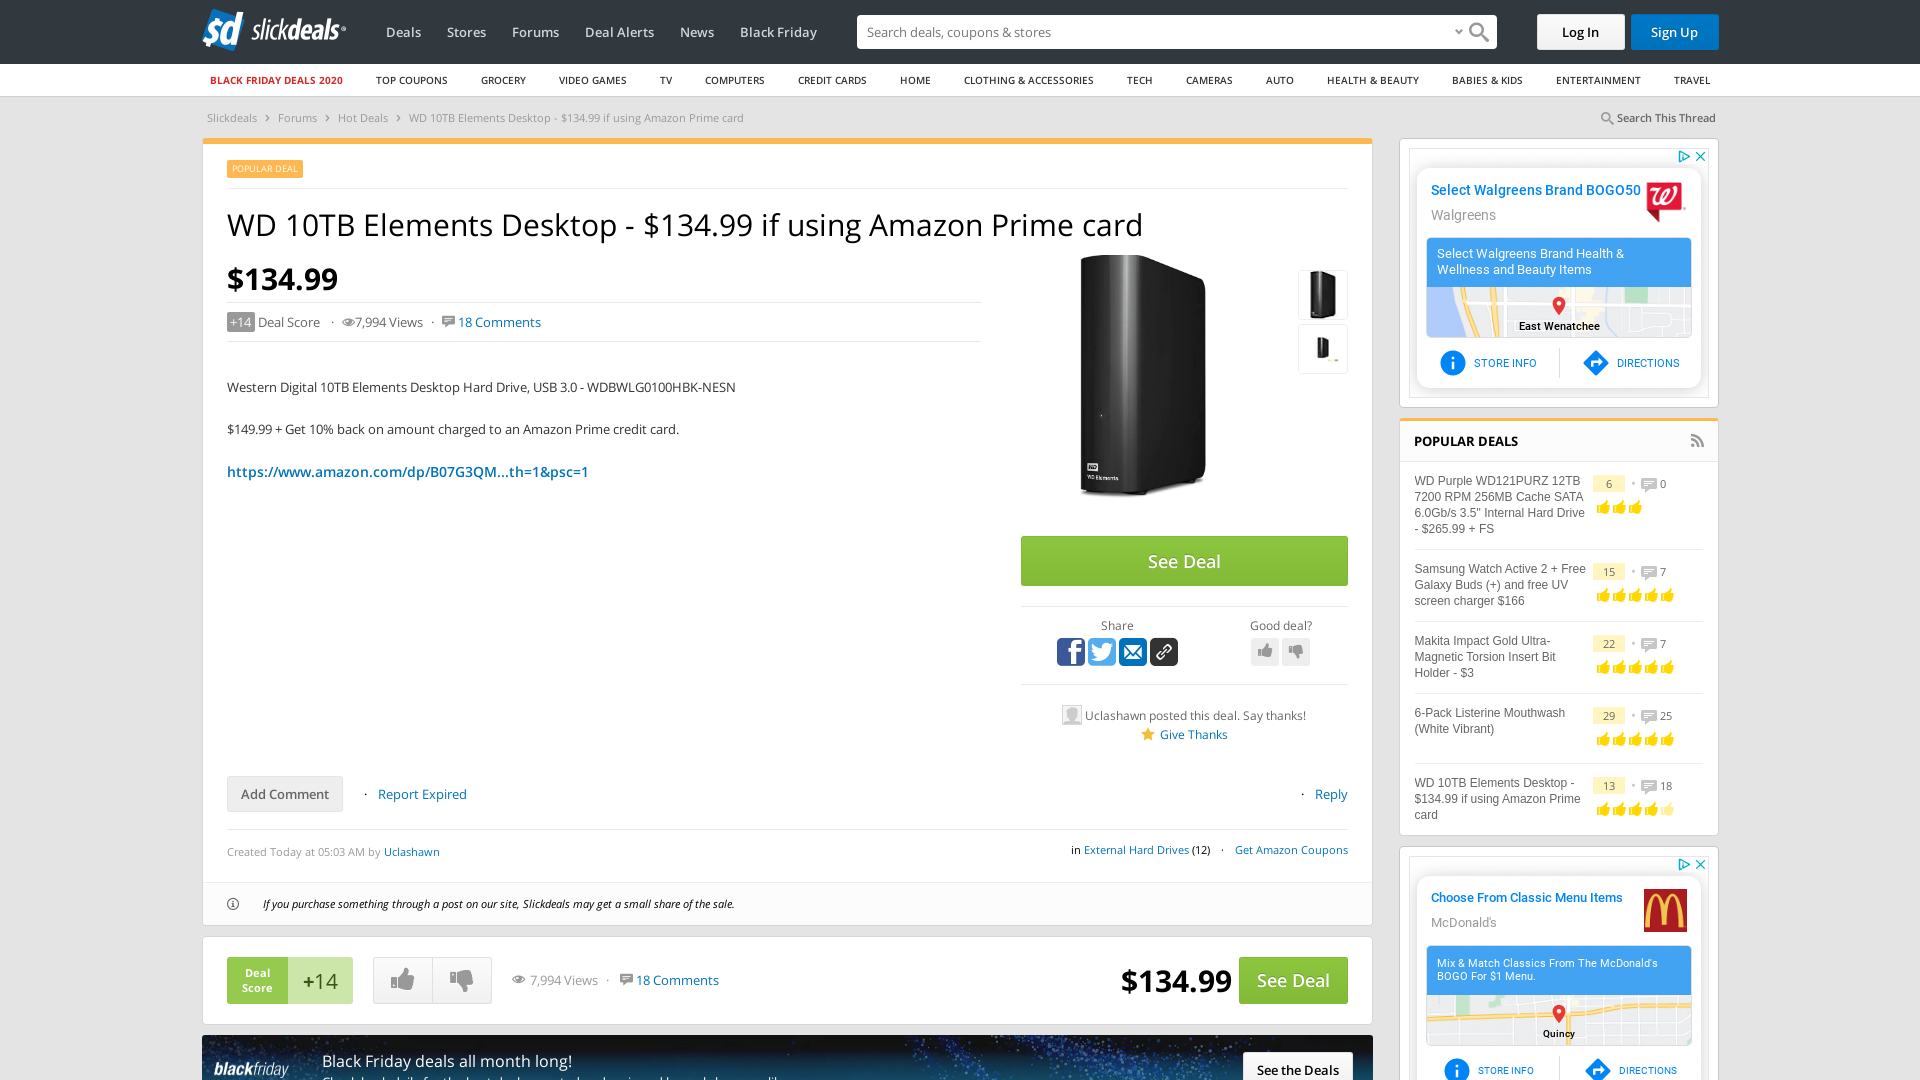 slickdeals
Deals
Stores
Forums
Deal Alerts
News
Black Friday
Search deals, coupons & stores
Log In
Sign Up
BLACK FRIDAY DEALS 2020
TOP COUPONS
GROCERY
VIDEO GAMES
TV
COMPUTERS
CREDIT CARDS
HOME
CLOTHING & ACCESSORIES
TECH
CAMERAS
AUTO
HEALTH & BEAUTY
BABIES & KIDS
ENTERTAINMENT
TRAVEL
Slickdeals > Forums > Hot Deals > WD 10TB Elements Desktop - $134.99 if using Amazon Prime card
Search This Thread
POPULAR DEAL
WD 10TB Elements Desktop - $134.99 if using Amazon Prime card
$134.99
+14 Deal Score · 7,994 Views · 18 Comments
Western Digital 10TB Elements Desktop Hard Drive, USB 3.0 - WDBWLG0100HBK-NESN
$149.99 + Get 10% back on amount charged to an Amazon Prime credit card.
https://www.amazon.com/dp/B07G3QM...th=1&psc=1
WD
WD Elements
See Deal
Share
Good deal?
Uclashawn posted this deal. Say thanks!
Give Thanks
Add Comment
· Report Expired
· Reply
Created Today at 05:03 AM by Uclashawn
in External Hard Drives (12) · Get Amazon Coupons
If you purchase something through a post on our site, Slickdeals may get a small share of the sale.
Deal
Score
+14
7,994 Views · 18 Comments
$134.99
See Deal
blackfriday
Black Friday deals all month long!
See the Deals
Select Walgreens Brand BOGO50
Walgreens
Select Walgreens Brand Health &
Wellness and Beauty Items
East Wenatchee
STORE INFO
DIRECTIONS
POPULAR DEALS
WD Purple WD121PURZ 12TB
7200 RPM 256MB Cache SATA
6.0Gb/s 3.5" Internal Hard Drive
- $265.99 + FS
6 · 0
Samsung Watch Active 2 + Free
Galaxy Buds (+) and free UV
screen charger $166
15 · 7
Makita Impact Gold Ultra-
Magnetic Torsion Insert Bit
Holder - $3
22 · 7
6-Pack Listerine Mouthwash
(White Vibrant)
29 · 25
WD 10TB Elements Desktop -
$134.99 if using Amazon Prime
card
13 · 18
Choose From Classic Menu Items
McDonald's
Mix & Match Classics From The McDonald's
BOGO For $1 Menu.
Quincy
STORE INFO
DIRECTIONS